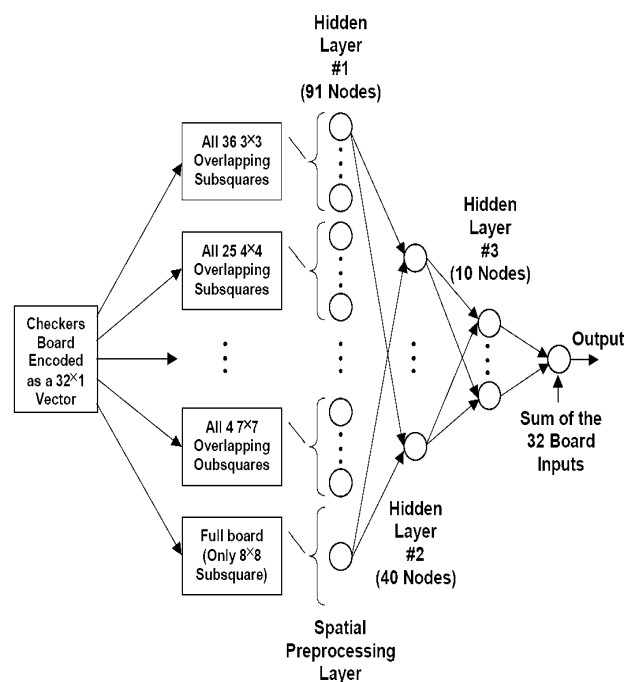 Hidden
Layer
#1
(91 Nodes)
All 36 3×3
Overlapping
Subsquares
Hidden
Layer
#3
(10 Nodes)
All 25 4×4
Overlapping
Subsquares
Checkers
Board
Encoded
as a 32×1
Vector
Output
All 4 7×7
Overlapping
Oubsquares
Sum of the
32 Board
Inputs
Hidden
Layer
#2
(40 Nodes)
Full board
(Only 8×8
Subsquare)
Spatial
Preprocessing
Layer